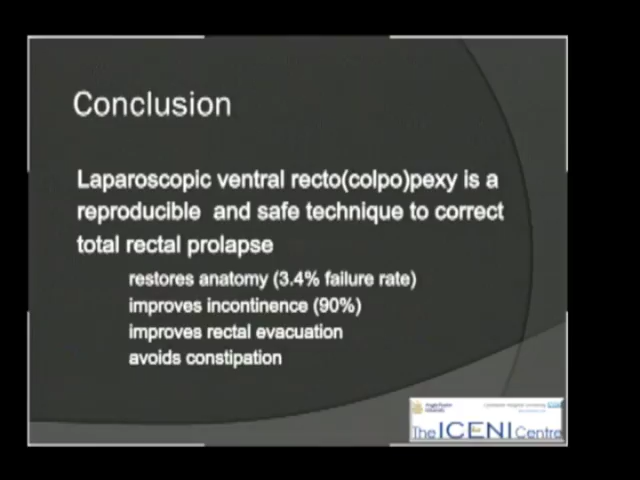 Conclusion
Laparoscopic ventral recto(colpo)pexy is a
reproducible and safe technique to correct
total rectal prolapse
restores anatomy (3.4% failure rate)
improves incontinence (90%)
improves rectal evacuation
avoids constipation
The ICENI Centre